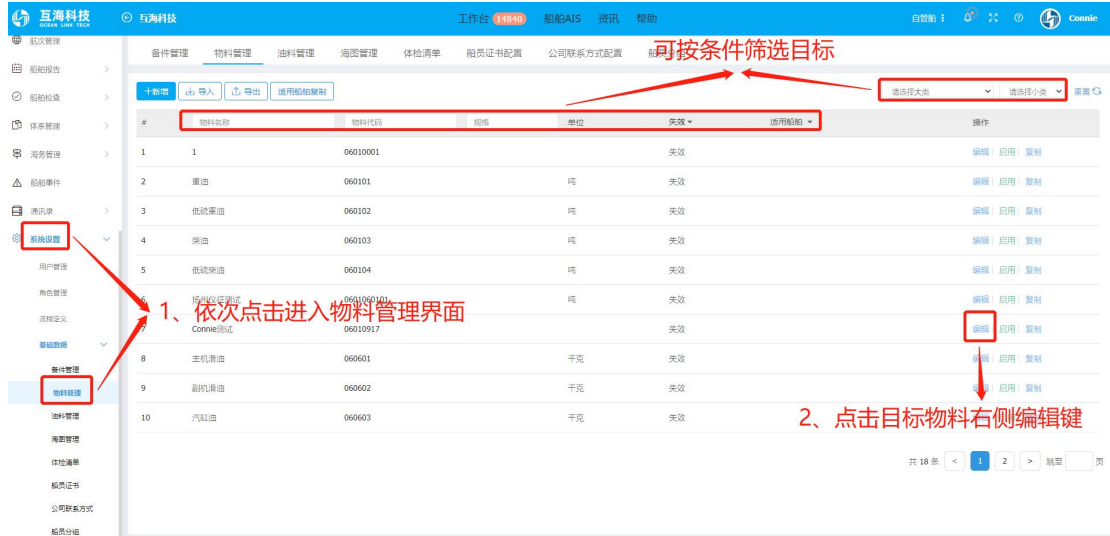 互海科技 OCEAN LINK TECH 互海科技 工作台 14840 船舶AIS 资讯 帮助 自管船 Connie
航次管理
船舶报告
船舶检查
体系管理
海务管理
船舶事件
通讯录
系统设置
用户管理
角色管理
流程定义
基础数据
备件管理
物料管理
油料管理
海图管理
体检清单
船员证书
公司联系方式
船员分组
备件管理 物料管理 油料管理 海图管理 体检清单 船员证书配置 公司联系方式配置
可按条件筛选目标
+新增 导入 导出 适用船舶复制 请选择大类 请选择小类 重置
# 物料名称 物料代码 规格 单位 失效 适用船舶 操作
1 1 06010001 失效 编辑 启用 复制
2 重油 060101 吨 失效 编辑 启用 复制
3 低硫重油 060102 吨 失效 编辑 启用 复制
4 柴油 060103 吨 失效 编辑 启用 复制
5 低硫柴油 060104 吨 失效 编辑 启用 复制
6 扬州仪征测试 0601060101 吨 失效 编辑 启用 复制
1、依次点击进入物料管理界面
7 Connie测试 06010917 失效 编辑 启用 复制
8 主机滑油 060601 千克 失效 编辑 启用 复制
9 副机滑油 060602 千克 失效 编辑 启用 复制
10 汽缸油 060603 千克 失效
2、点击目标物料右侧编辑键
共 18 条 < 1 2 > 跳至 页